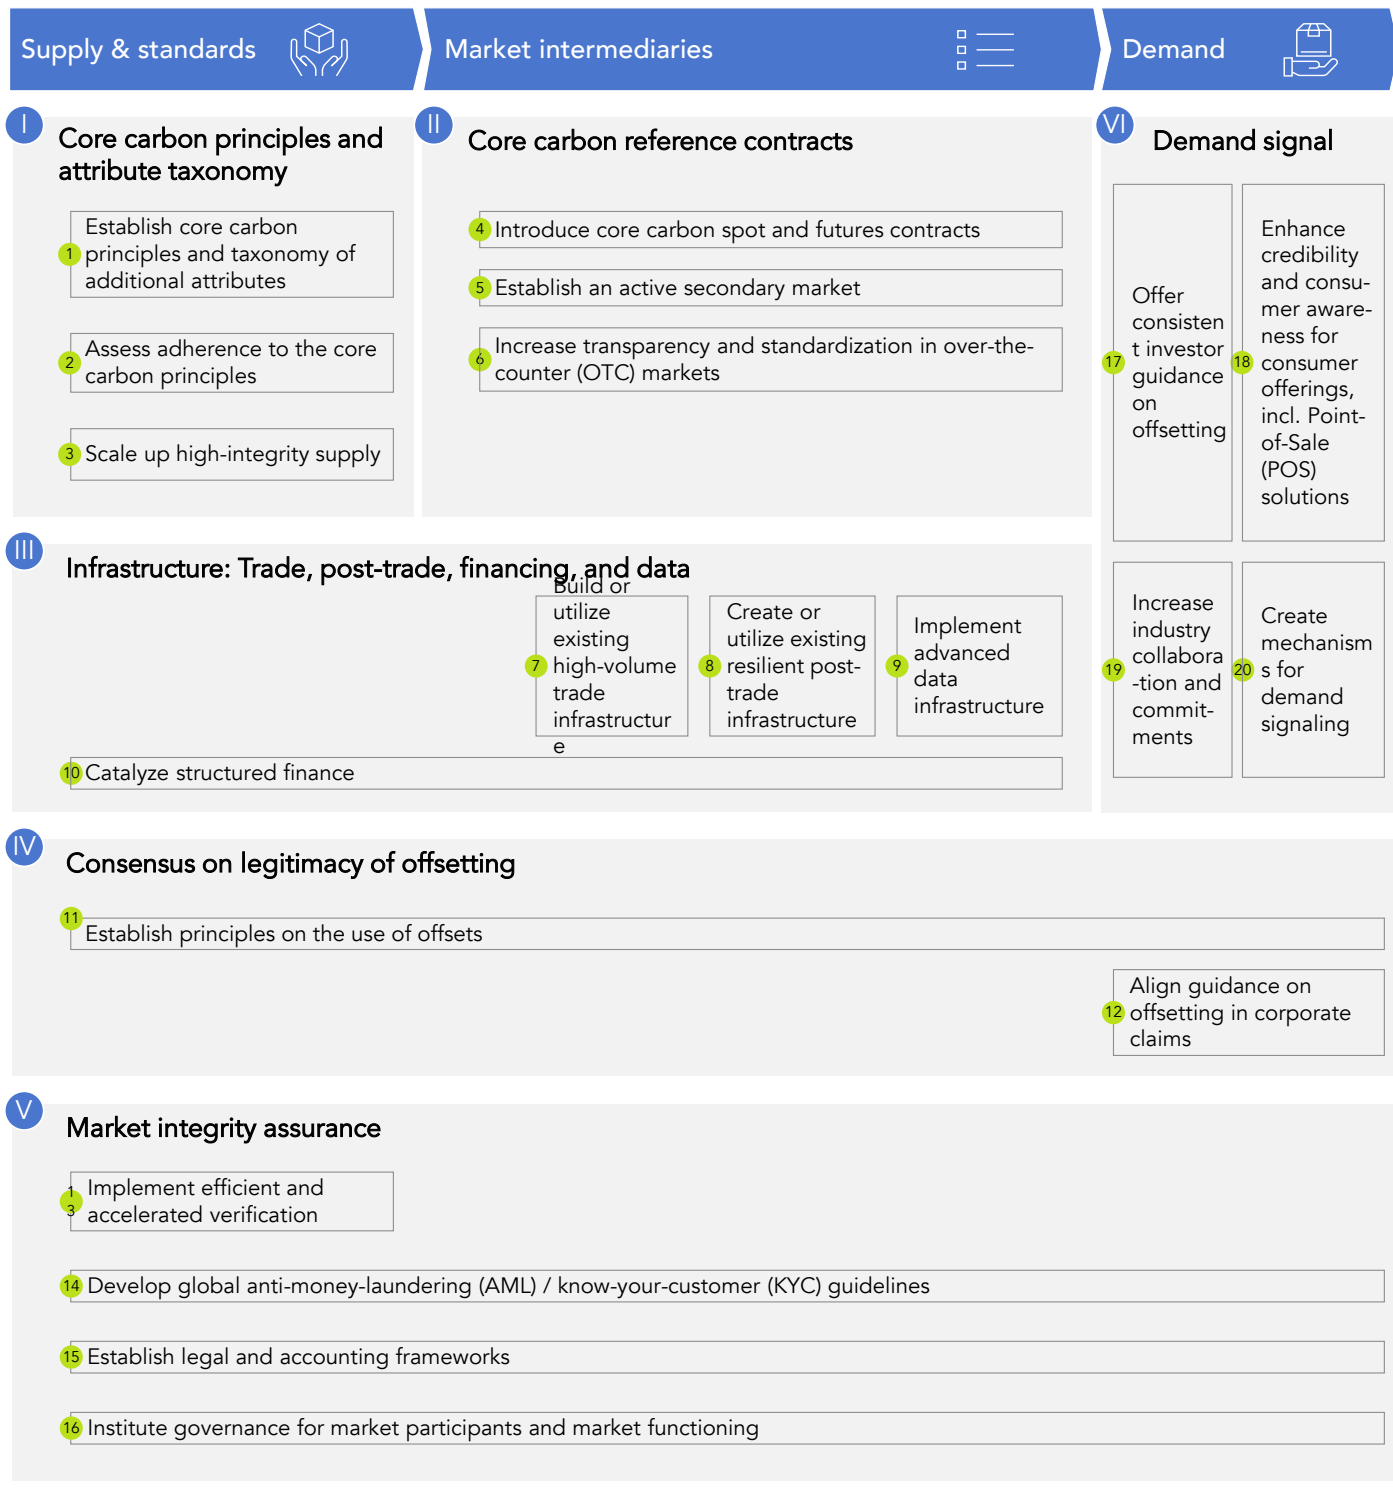 Supply & standards
Market intermediaries
Demand
I
Core carbon principles and
attribute taxonomy
1
Establish core carbon
principles and taxonomy of
additional attributes
2
Assess adherence to the core
carbon principles
3
Scale up high-integrity supply
II
Core carbon reference contracts
4
Introduce core carbon spot and futures contracts
5
Establish an active secondary market
6
Increase transparency and standardization in over-the-
counter (OTC) markets
VI
Demand signal
17
Offer
consisten
t investor
guidance
on
offsetting
18
Enhance
credibility
and consu-
mer aware-
ness for
consumer
offerings,
incl. Point-
of-Sale
(POS)
solutions
19
Increase
industry
collabora
-tion and
commit-
ments
20
Create
mechanism
s for
demand
signaling
III
Infrastructure: Trade, post-trade, financing, and data
7
Build or
utilize
existing
high-volume
trade
infrastructur
e
8
Create or
utilize existing
resilient post-
trade
infrastructure
9
Implement
advanced
data
infrastructure
10
Catalyze structured finance
IV
Consensus on legitimacy of offsetting
11
Establish principles on the use of offsets
12
Align guidance on
offsetting in corporate
claims
V
Market integrity assurance
1
3
Implement efficient and
accelerated verification
14
Develop global anti-money-laundering (AML) / know-your-customer (KYC) guidelines
15
Establish legal and accounting frameworks
16
Institute governance for market participants and market functioning